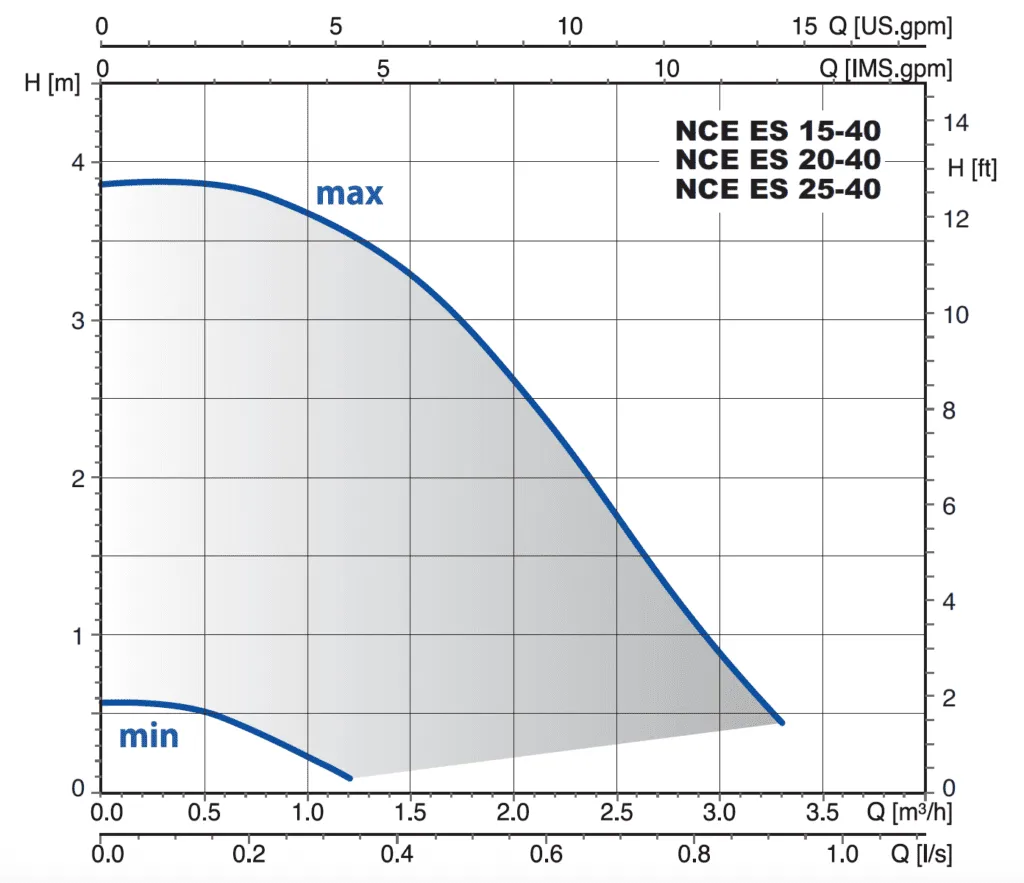 0 5 10 15 Q [US.gpm]
0 5 10 Q [IMS.gpm]
H [m]
NCE ES 15-40
NCE ES 20-40
NCE ES 25-40
max
min
4
3
2
1
0
14
H [ft]
12
10
8
6
4
2
0
0.0 0.5 1.0 1.5 2.0 2.5 3.0 3.5 Q [m³/h]
0.0 0.2 0.4 0.6 0.8 1.0 Q [l/s]